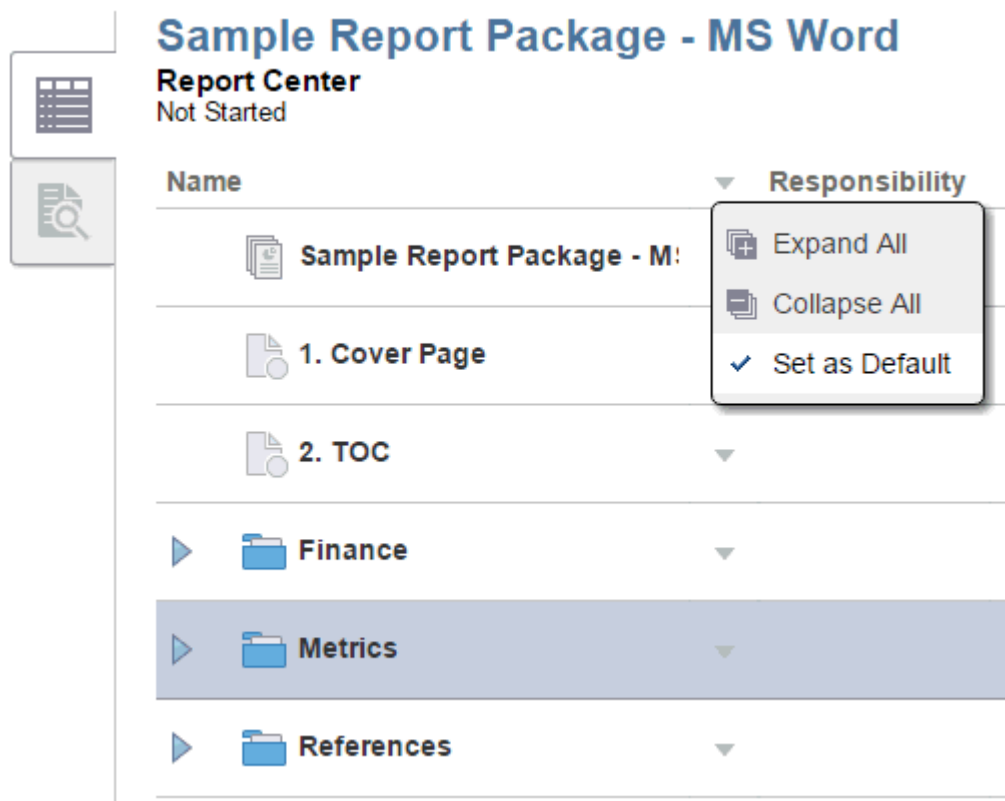 Sample Report Package - MS Word
Report Center
Not Started
Name Responsibility
Sample Report Package - M
Expand All
1. Cover Page
Collapse All
Set as Default
2. TOC
Finance
Metrics
References